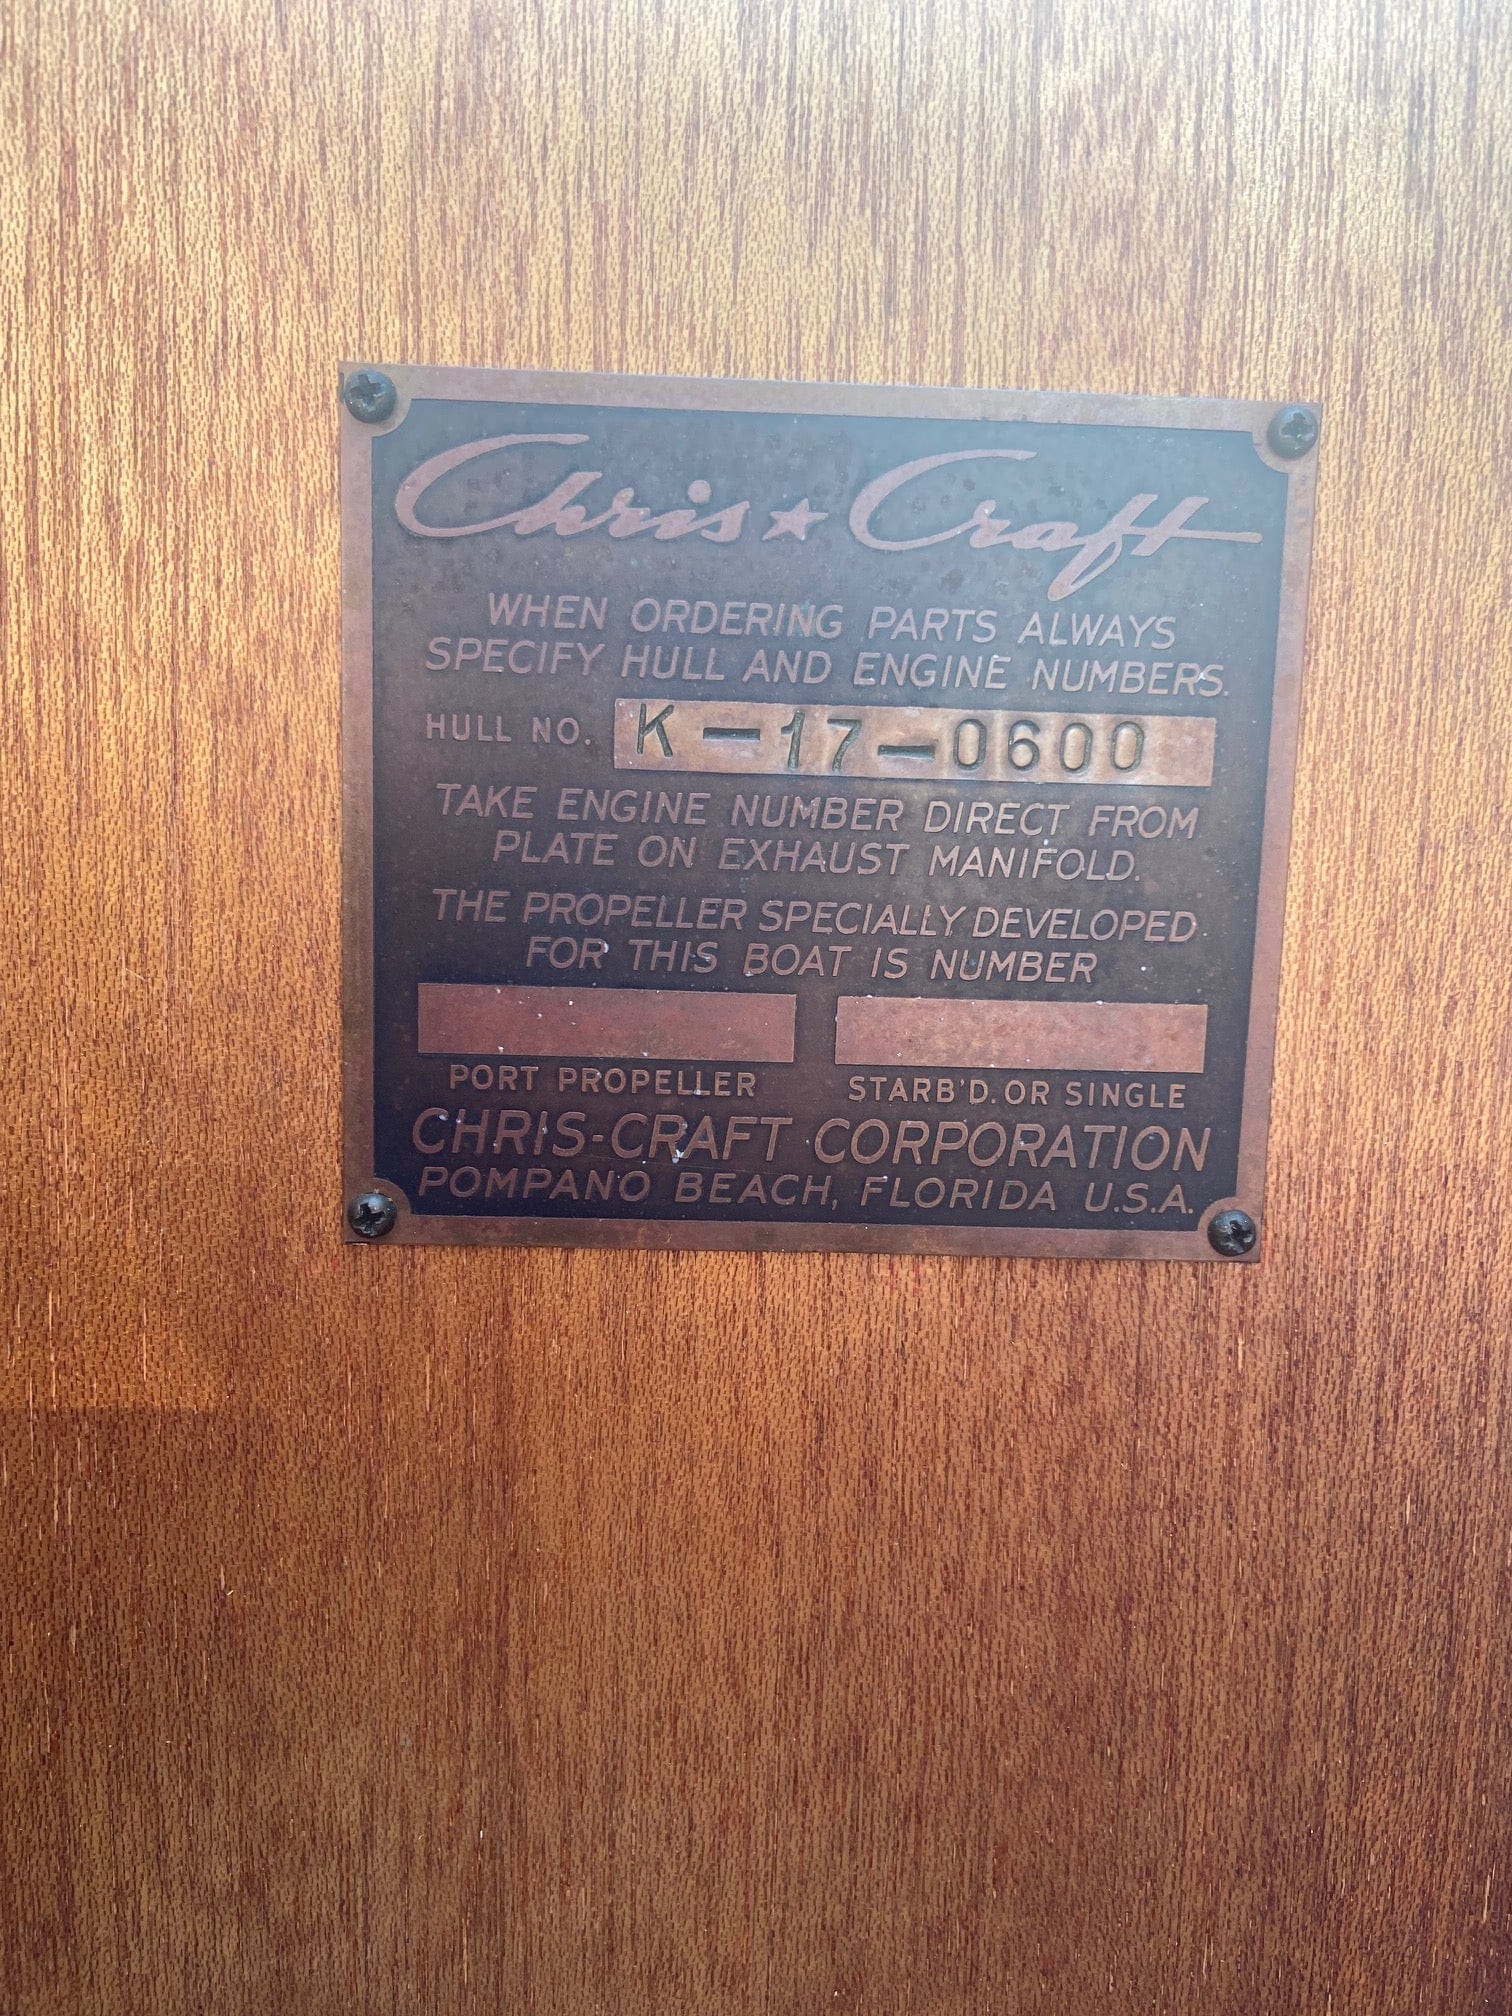 Chris★Craft
WHEN ORDERING PARTS ALWAYS
SPECIFY HULL AND ENGINE NUMBERS.
HULL NO. K-17-0600
TAKE ENGINE NUMBER DIRECT FROM
PLATE ON EXHAUST MANIFOLD.
THE PROPELLER SPECIALLY DEVELOPED
FOR THIS BOAT IS NUMBER
PORT PROPELLER STARB'D. OR SINGLE
CHRIS-CRAFT CORPORATION
POMPANO BEACH, FLORIDA U.S.A.